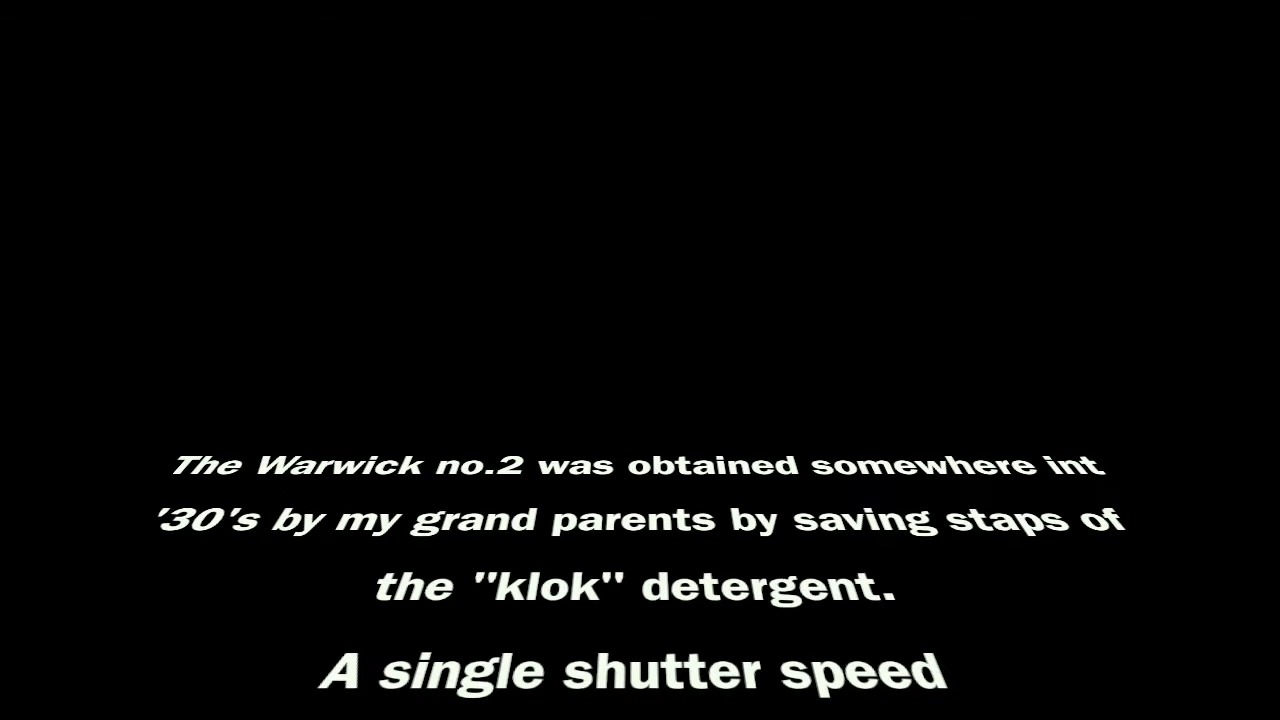 The Warwick no.2 was obtained somewhere int
'30's by my grand parents by saving staps of
the "klok" detergent.
A single shutter speed